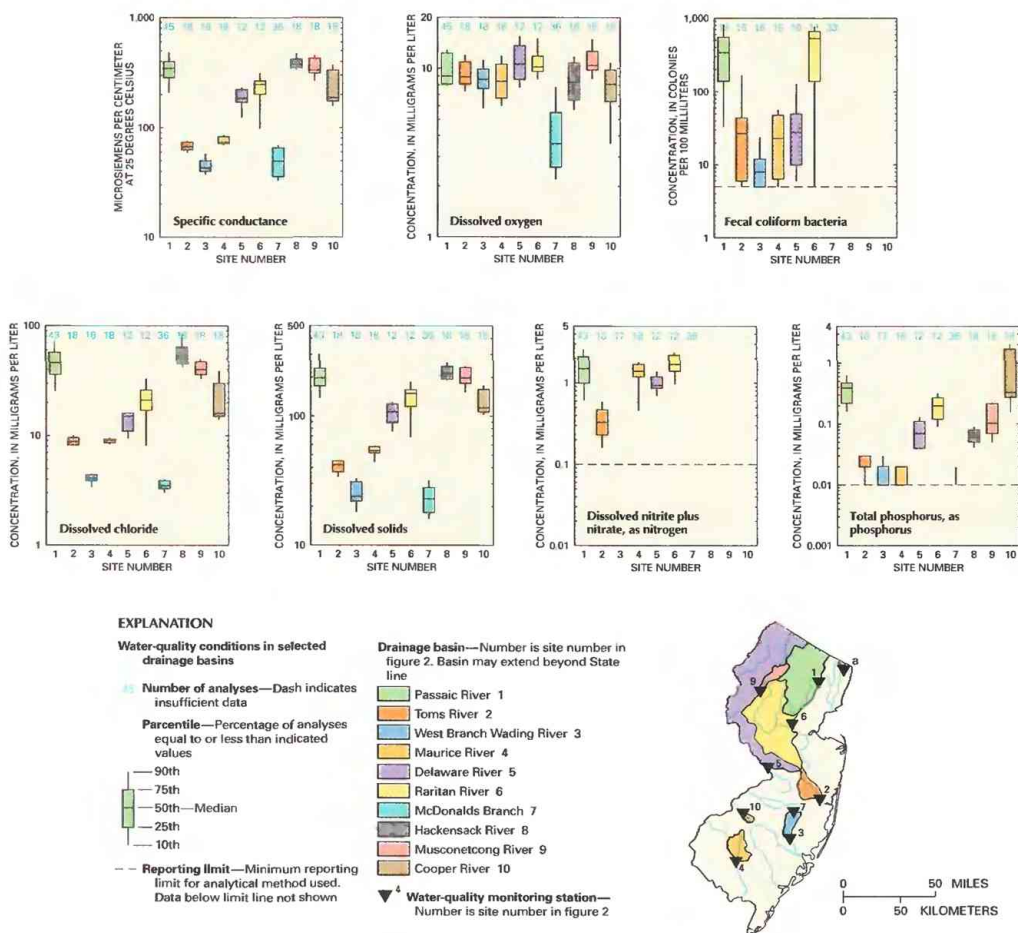 1,000
100
10
MICROSIEMENS PER CENTIMETER
AT 25 DEGREES CELSIUS
Specific conductance
1 2 3 4 5 6 7 8 9 10
SITE NUMBER
20
10
1
CONCENTRATION, IN MILLIGRAMS PER LITER
Dissolved oxygen
1 2 3 4 5 6 7 8 9 10
SITE NUMBER
1,000
100
10
1
CONCENTRATION, IN COLONIES
PER 100 MILLILITERS
Fecal coliform bacteria
1 2 3 4 5 6 7 8 9 10
SITE NUMBER
100
10
1
CONCENTRATION, IN MILLIGRAMS PER LITER
Dissolved chloride
1 2 3 4 5 6 7 8 9 10
SITE NUMBER
500
100
10
CONCENTRATION, IN MILLIGRAMS PER LITER
Dissolved solids
1 2 3 4 5 6 7 8 9 10
SITE NUMBER
5
1
0.1
0.01
CONCENTRATION, IN MILLIGRAMS PER LITER
Dissolved nitrite plus
nitrate, as nitrogen
1 2 3 4 5 6 7 8 9 10
SITE NUMBER
4
1
0.1
0.01
0.001
CONCENTRATION, IN MILLIGRAMS PER LITER
Total phosphorus, as
phosphorus
1 2 3 4 5 6 7 8 9 10
SITE NUMBER
EXPLANATION
Water-quality conditions in selected
drainage basins
Number of analyses—Dash indicates
insufficient data
Parcentile—Percentage of analyses
equal to or less than indicated
values
90th
75th
50th—Median
25th
10th
Reporting limit—Minimum reporting
limit for analytical method used.
Data below limit line not shown
Drainage basin—Number is site number in
figure 2. Basin may extend beyond State
line
Passaic River 1
Toms River 2
West Branch Wading River 3
Maurice River 4
Delaware River 5
Raritan River 6
McDonalds Branch 7
Hackensack River 8
Musconetcong River 9
Cooper River 10
4 Water-quality monitoring station—
Number is site number in figure 2
8
1
9
6
5
2
7
10
3
4
0 50 MILES
0 50 KILOMETERS